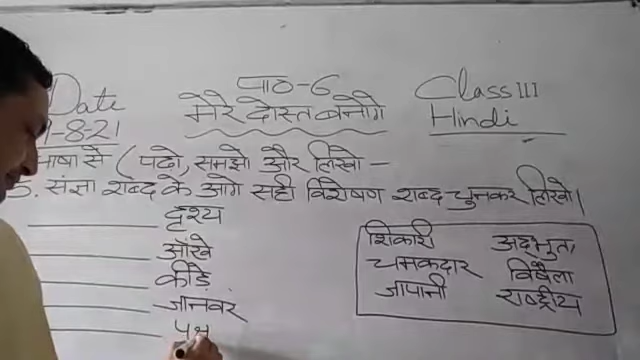 Date पाठ-6 Class III
1-8-21 मेरे दोस्त बनोगे Hindi
भाषा से (पढो, समझो और लिखो -
5. संज्ञा शब्द के आगे सही विशेषण शब्द चुनकर लिखो।
दृश्य
आँखे
कीड़े
जानवर
शिकारी अद्भुत,
चमकदार विषैला
जापानी राष्ट्रीय